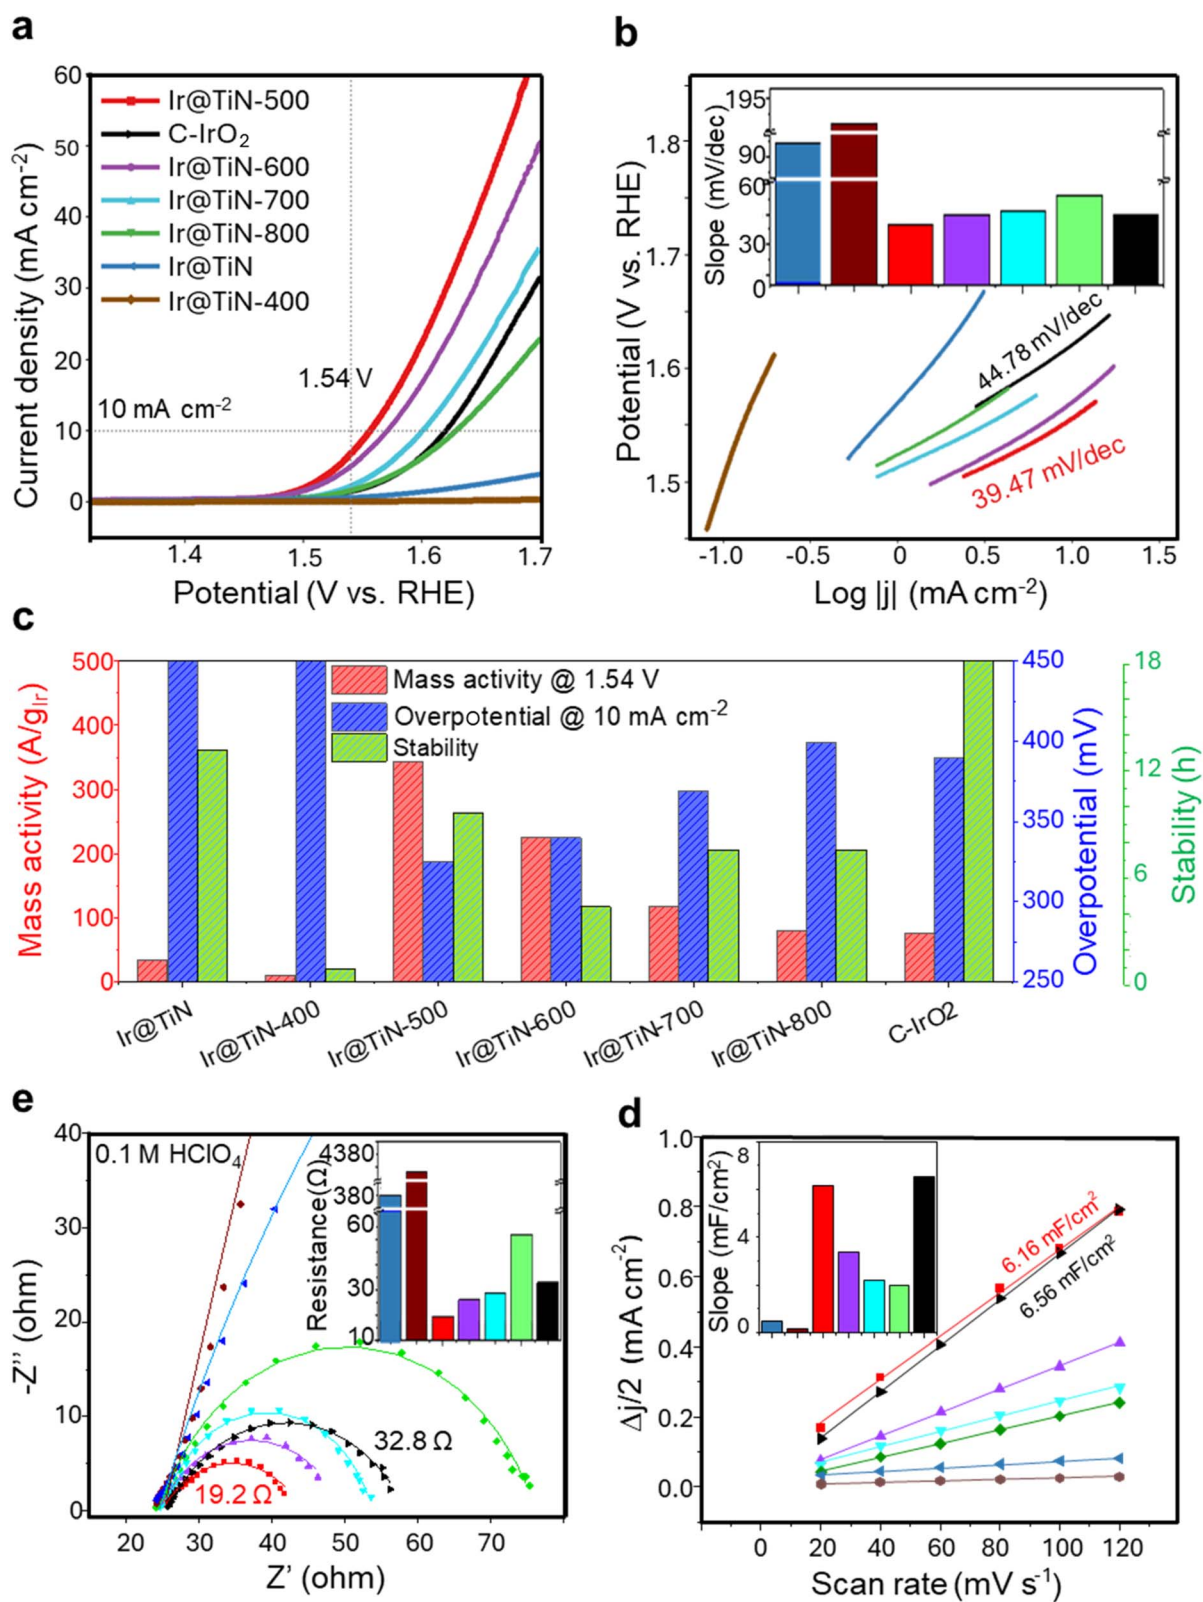 a
60
50
40
30
20
10
0
Current density (mA cm-2)
Ir@TiN-500
C-IrO2
Ir@TiN-600
Ir@TiN-700
Ir@TiN-800
Ir@TiN
Ir@TiN-400
1.54 V
10 mA cm-2
1.4
1.5
1.6
1.7
Potential (V vs. RHE)
b
1.8
1.7
1.6
1.5
Potential (V vs. RHE)
195
90
60
30
0
Slope (mV/dec)
44.78 mV/dec
39.47 mV/dec
-1.0
-0.5
0
0.5
1.0
1.5
Log |j| (mA cm-2)
c
500
400
300
200
100
0
Mass activity (A/gIr)
Mass activity @ 1.54 V
Overpotential @ 10 mA cm-2
Stability
450
400
350
300
250
Overpotential (mV)
18
12
6
0
Stability (h)
Ir@TiN
Ir@TiN-400
Ir@TiN-500
Ir@TiN-600
Ir@TiN-700
Ir@TiN-800
C-IrO2
e
40
30
20
10
0
-Z'' (ohm)
0.1 M HClO4
4380
380
60
30
10
Resistance(Ω)
32.8 Ω
19.2 Ω
20
30
40
50
60
70
Z' (ohm)
d
1.0
0.8
0.6
0.4
0.2
0.0
Δj/2 (mA cm-2)
8
4
0
Slope (mF/cm2)
6.16 mF/cm2
6.56 mF/cm2
0
20
40
60
80
100
120
Scan rate (mV s-1)